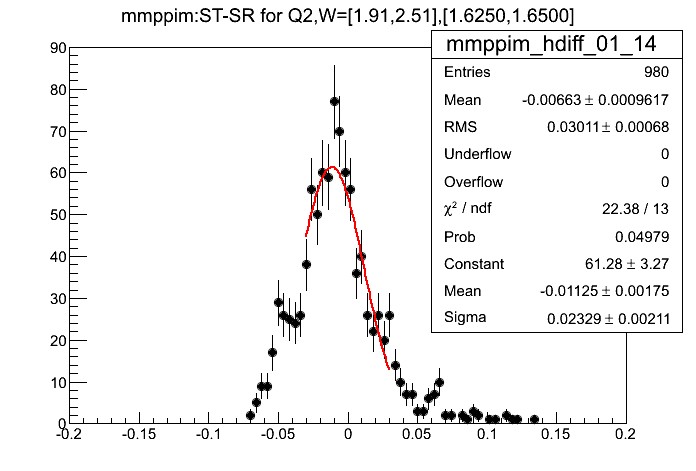 mmppim:ST-SR for Q2,W=[1.91,2.51],[1.6250,1.6500]
mmppim_hdiff_01_14
Entries 980
Mean -0.00663 ± 0.0009617
RMS 0.03011 ± 0.00068
Underflow 0
Overflow 0
χ² / ndf 22.38 / 13
Prob 0.04979
Constant 61.28 ± 3.27
Mean -0.01125 ± 0.00175
Sigma 0.02329 ± 0.00211
90
80
70
60
50
40
30
20
10
0
-0.2 -0.15 -0.1 -0.05 0 0.05 0.1 0.15 0.2